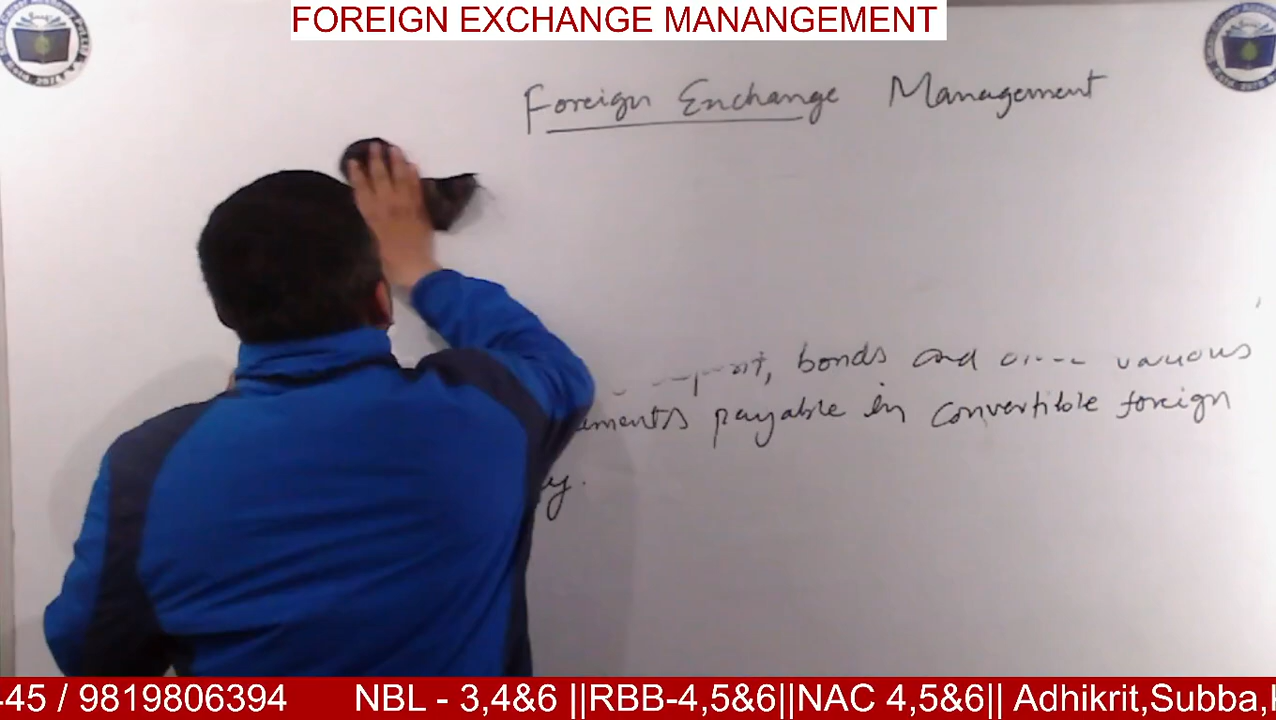 FOREIGN EXCHANGE MANANGEMENT
Foreign Exchange Management
bonds and various
payable in convertible foreign
-45 / 9819806394 NBL - 3,4&6 ||RBB-4,5&6||NAC 4,5&6|| Adhikrit,Subba,